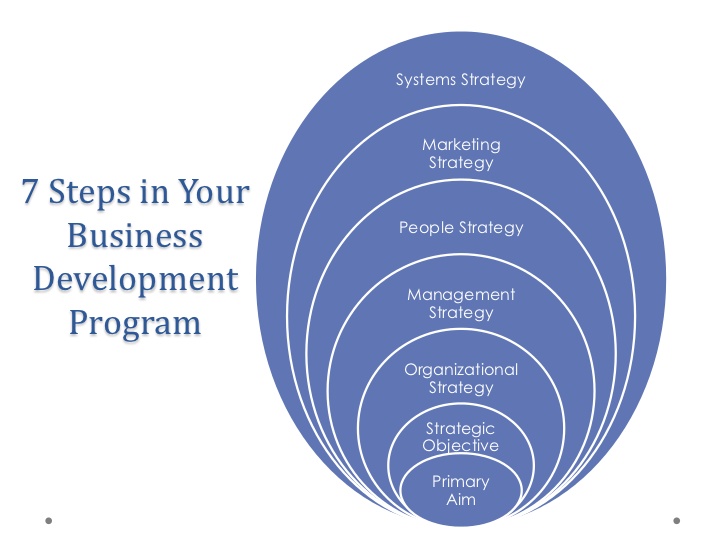 7 Steps in Your
Business
Development
Program
Systems Strategy
Marketing
Strategy
People Strategy
Management
Strategy
Organizational
Strategy
Strategic
Objective
Primary
Aim